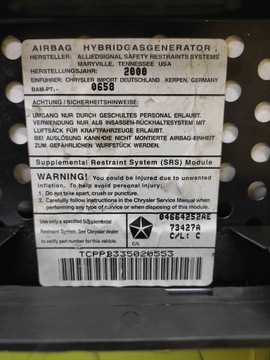 AIRBAG HYBRIDGASGENERATOR
HERSTELLER: ALLIEDSIGNAL SAFETY RESTRAINTS SYSTEMS
MARYVILLE, TENNESSEE USA
HERSTELLUNGSJAHR: 2000
EINFUHRER: CHRYSLER IMPORT DEUTSCHLAND KERPEN, GERMANY
BAM-PT.- 0658
ACHTUNG / SICHERHEITSHINWEISE:
UMGANG NUR DURCH GESCHULTES PERSONAL ERLAUBT.
VERWENDUNG NUR ALS INSASSEN-RÜCKHALTESYSTEM MIT
LUFTSACK FÜR KRAFTFAHRZEUGE ERLAUBT.
BEI AUSLÖSUNG KANN DIE NICHT MONTIERTE AIRBAG-EINHEIT
ZUM GEFÄHRLICHEN WURFSTÜCK WERDEN.
Supplemental Restraint System (SRS) Module
WARNING! You could be injured due to unwanted
inflation. To help avoid personal injury:
1. Do not take apart, crush or puncture.
2. Carefully follow instructions in the Chrysler Service Manual when
performing any type of service or when disposing of this
04664252AE
If you use only specified Supplemental
Restraint System. See Chrysler dealer
to verify part number for this vehicle.
73427A
C/L: C
C/L
TCPPB335020553